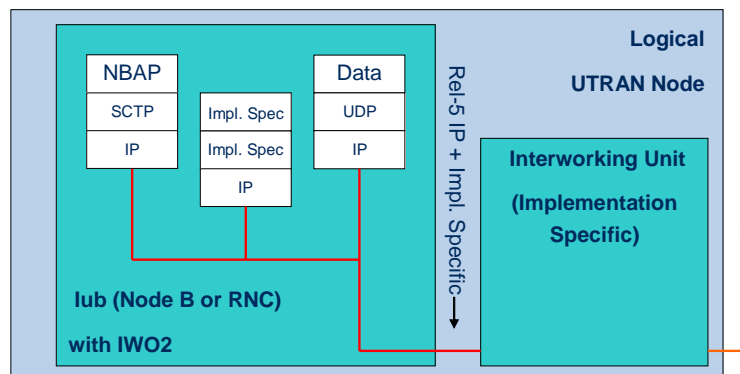 Logical
UTRAN Node
NBAP
SCTP
IP
Impl. Spec
Impl. Spec
IP
Data
UDP
IP
Rel-5 IP + Impl. Specific
Interworking Unit
(Implementation
Specific)
Iub (Node B or RNC)
with IWO2